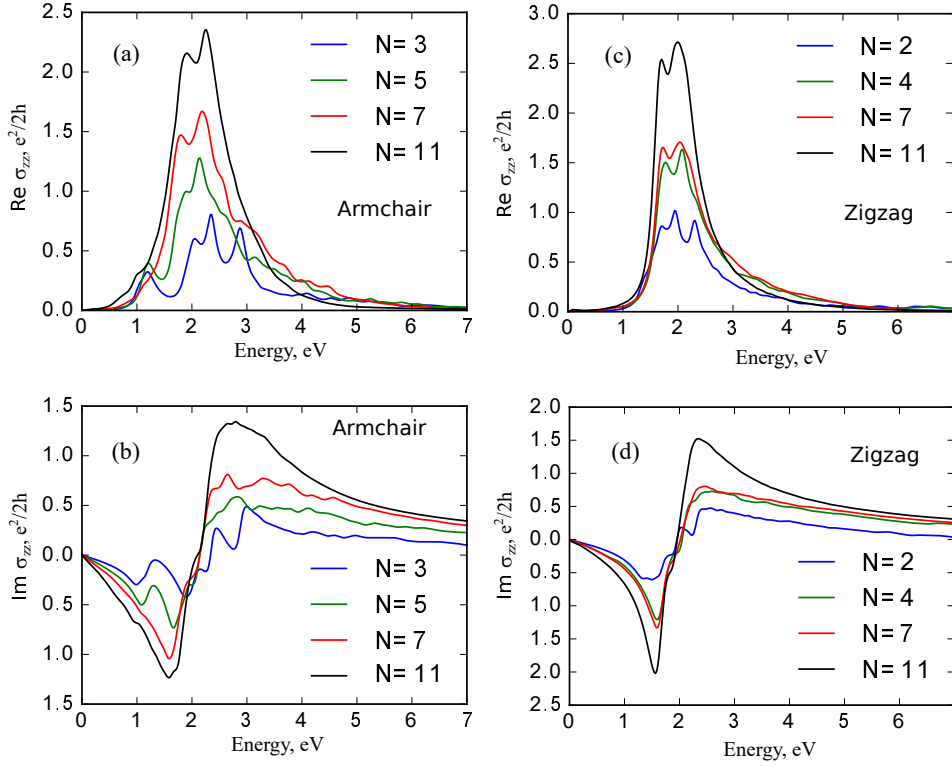 (a)
N= 3
N= 5
N= 7
N= 11
Armchair
Re σzz, e²/2h
2.5
2.0
1.5
1.0
0.5
0.0
0 1 2 3 4 5 6 7
Energy, eV
(c)
N= 2
N= 4
N= 7
N= 11
Zigzag
Re σzz, e²/2h
3.0
2.5
2.0
1.5
1.0
0.5
0.0
0 1 2 3 4 5 6
Energy, eV
(b)
Armchair
N= 3
N= 5
N= 7
N= 11
Im σzz, e²/2h
1.5
1.0
0.5
0.0
0.5
1.0
1.5
0 1 2 3 4 5 6 7
Energy, eV
(d)
Zigzag
N= 2
N= 4
N= 7
N= 11
Im σzz, e²/2h
2.0
1.5
1.0
0.5
0.0
0.5
1.0
1.5
2.0
2.5
0 1 2 3 4 5 6
Energy, eV